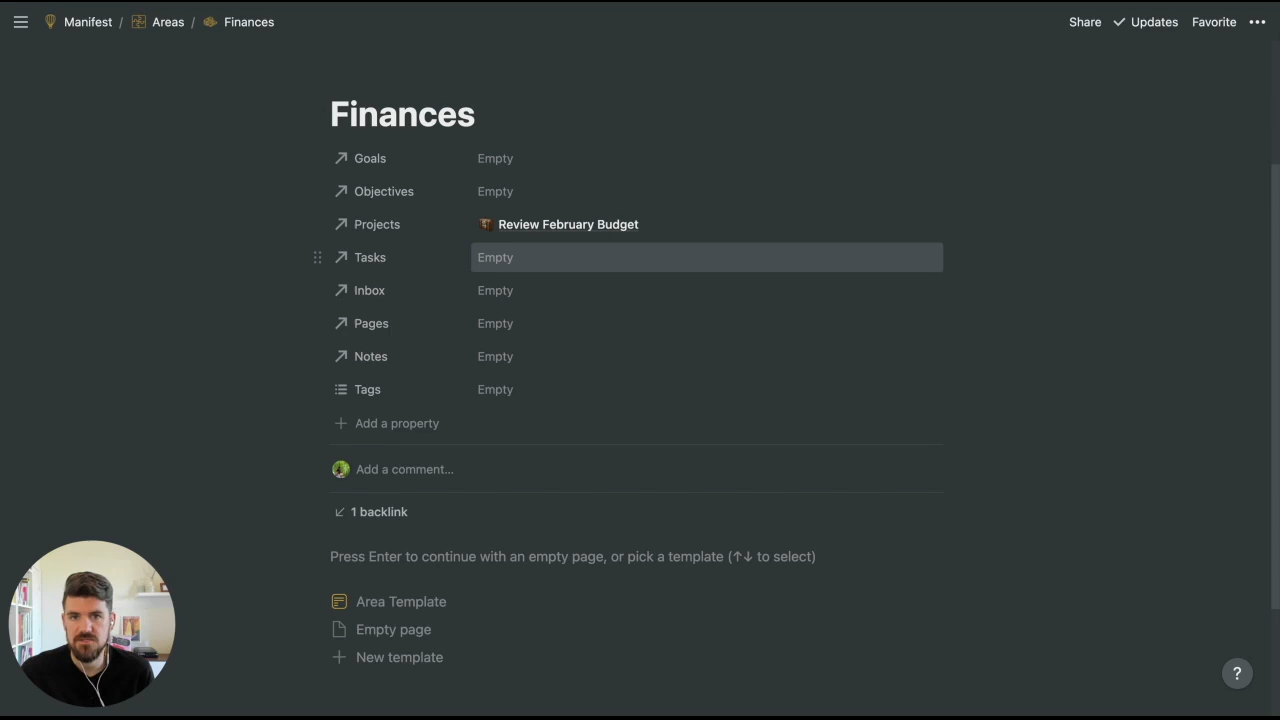 Manifest / Areas / Finances
Share Updates Favorite
Finances
Goals Empty
Objectives Empty
Projects Review February Budget
Tasks Empty
Inbox Empty
Pages Empty
Notes Empty
Tags Empty
Add a property
Add a comment...
1 backlink
Press Enter to continue with an empty page, or pick a template (↑↓ to select)
Area Template
Empty page
New template
?